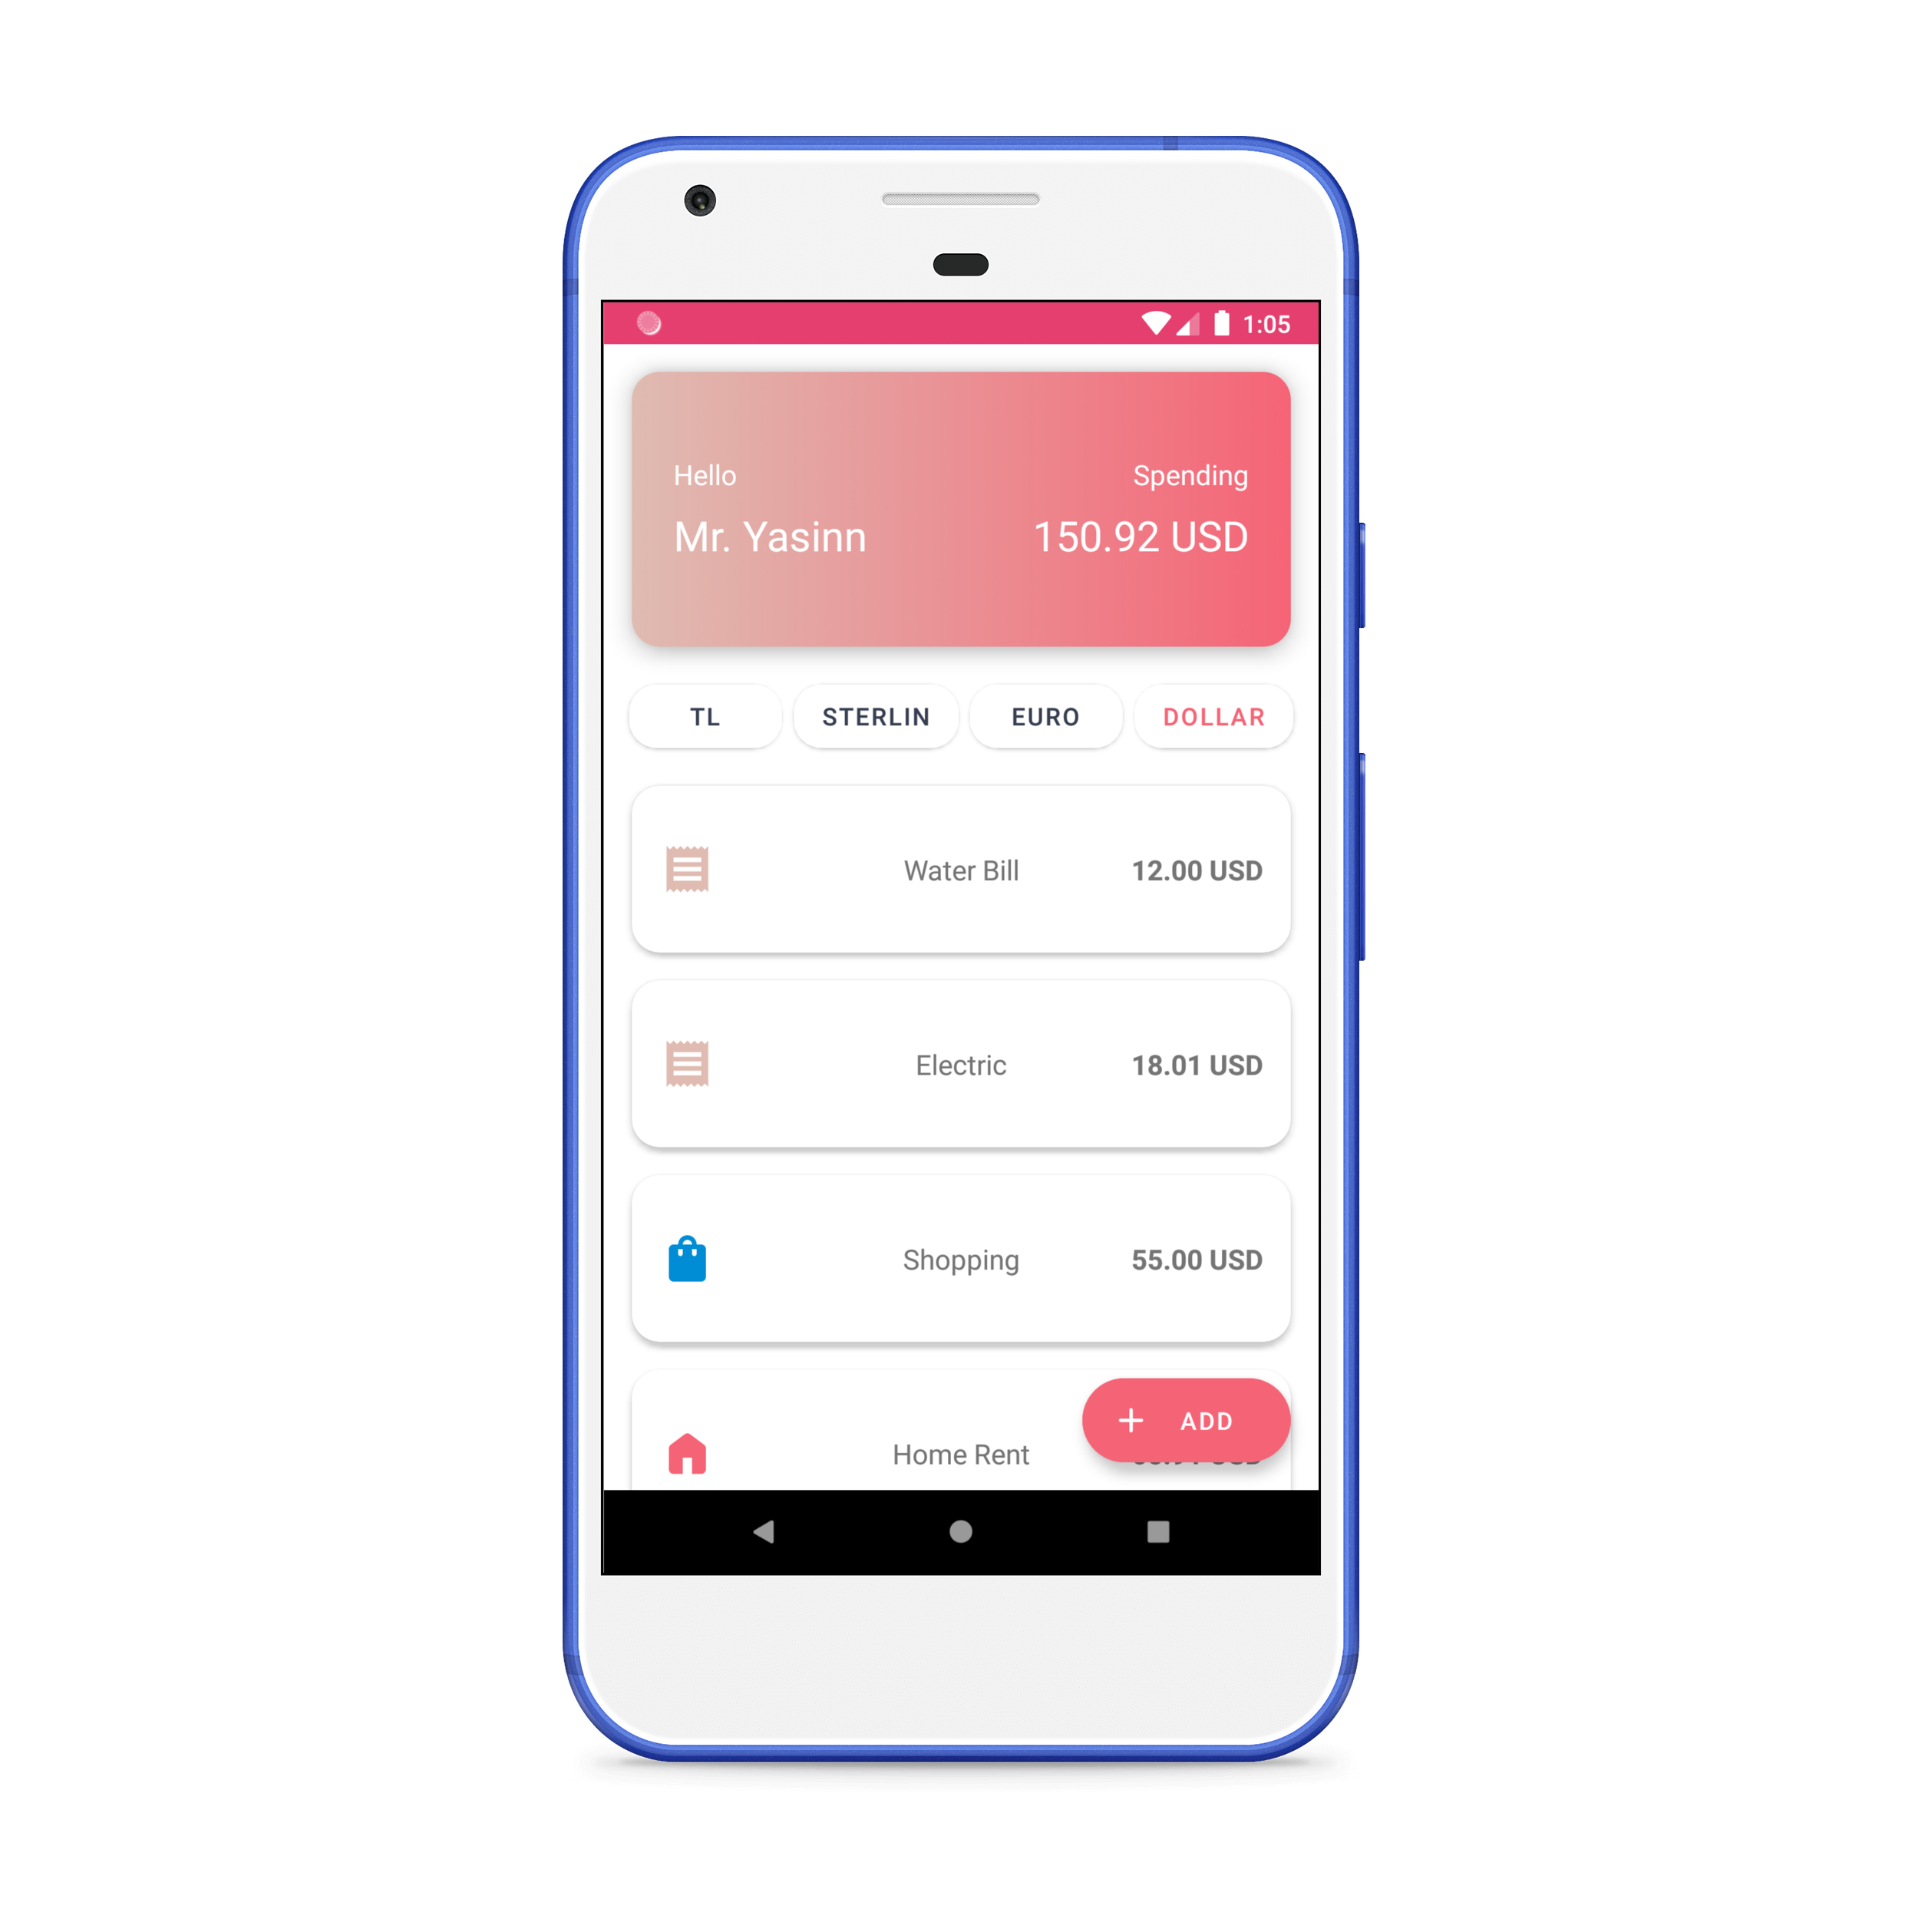 1:05
Hello
Spending
Mr. Yasinn
150.92 USD
TL
STERLIN
EURO
DOLLAR
Water Bill
12.00 USD
Electric
18.01 USD
Shopping
55.00 USD
+ ADD
Home Rent